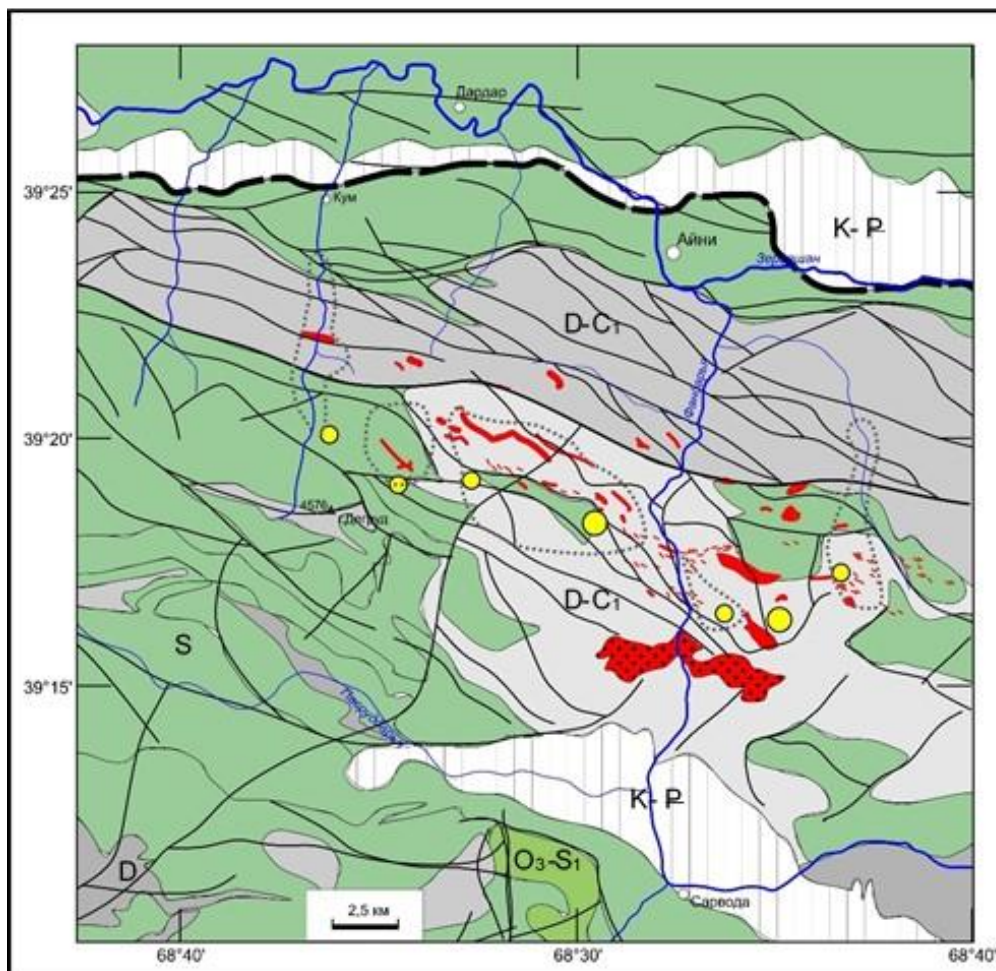 Дардар
39°25'
Кум
К-Р
Айни
Зеравшан
D-C₁
Фандарья
39°20'
4576
D-C₁
S
39°15'
К-Р
O₃-S₁
D
2,5 км
Сарвода
68°40'
68°30'
68°40'